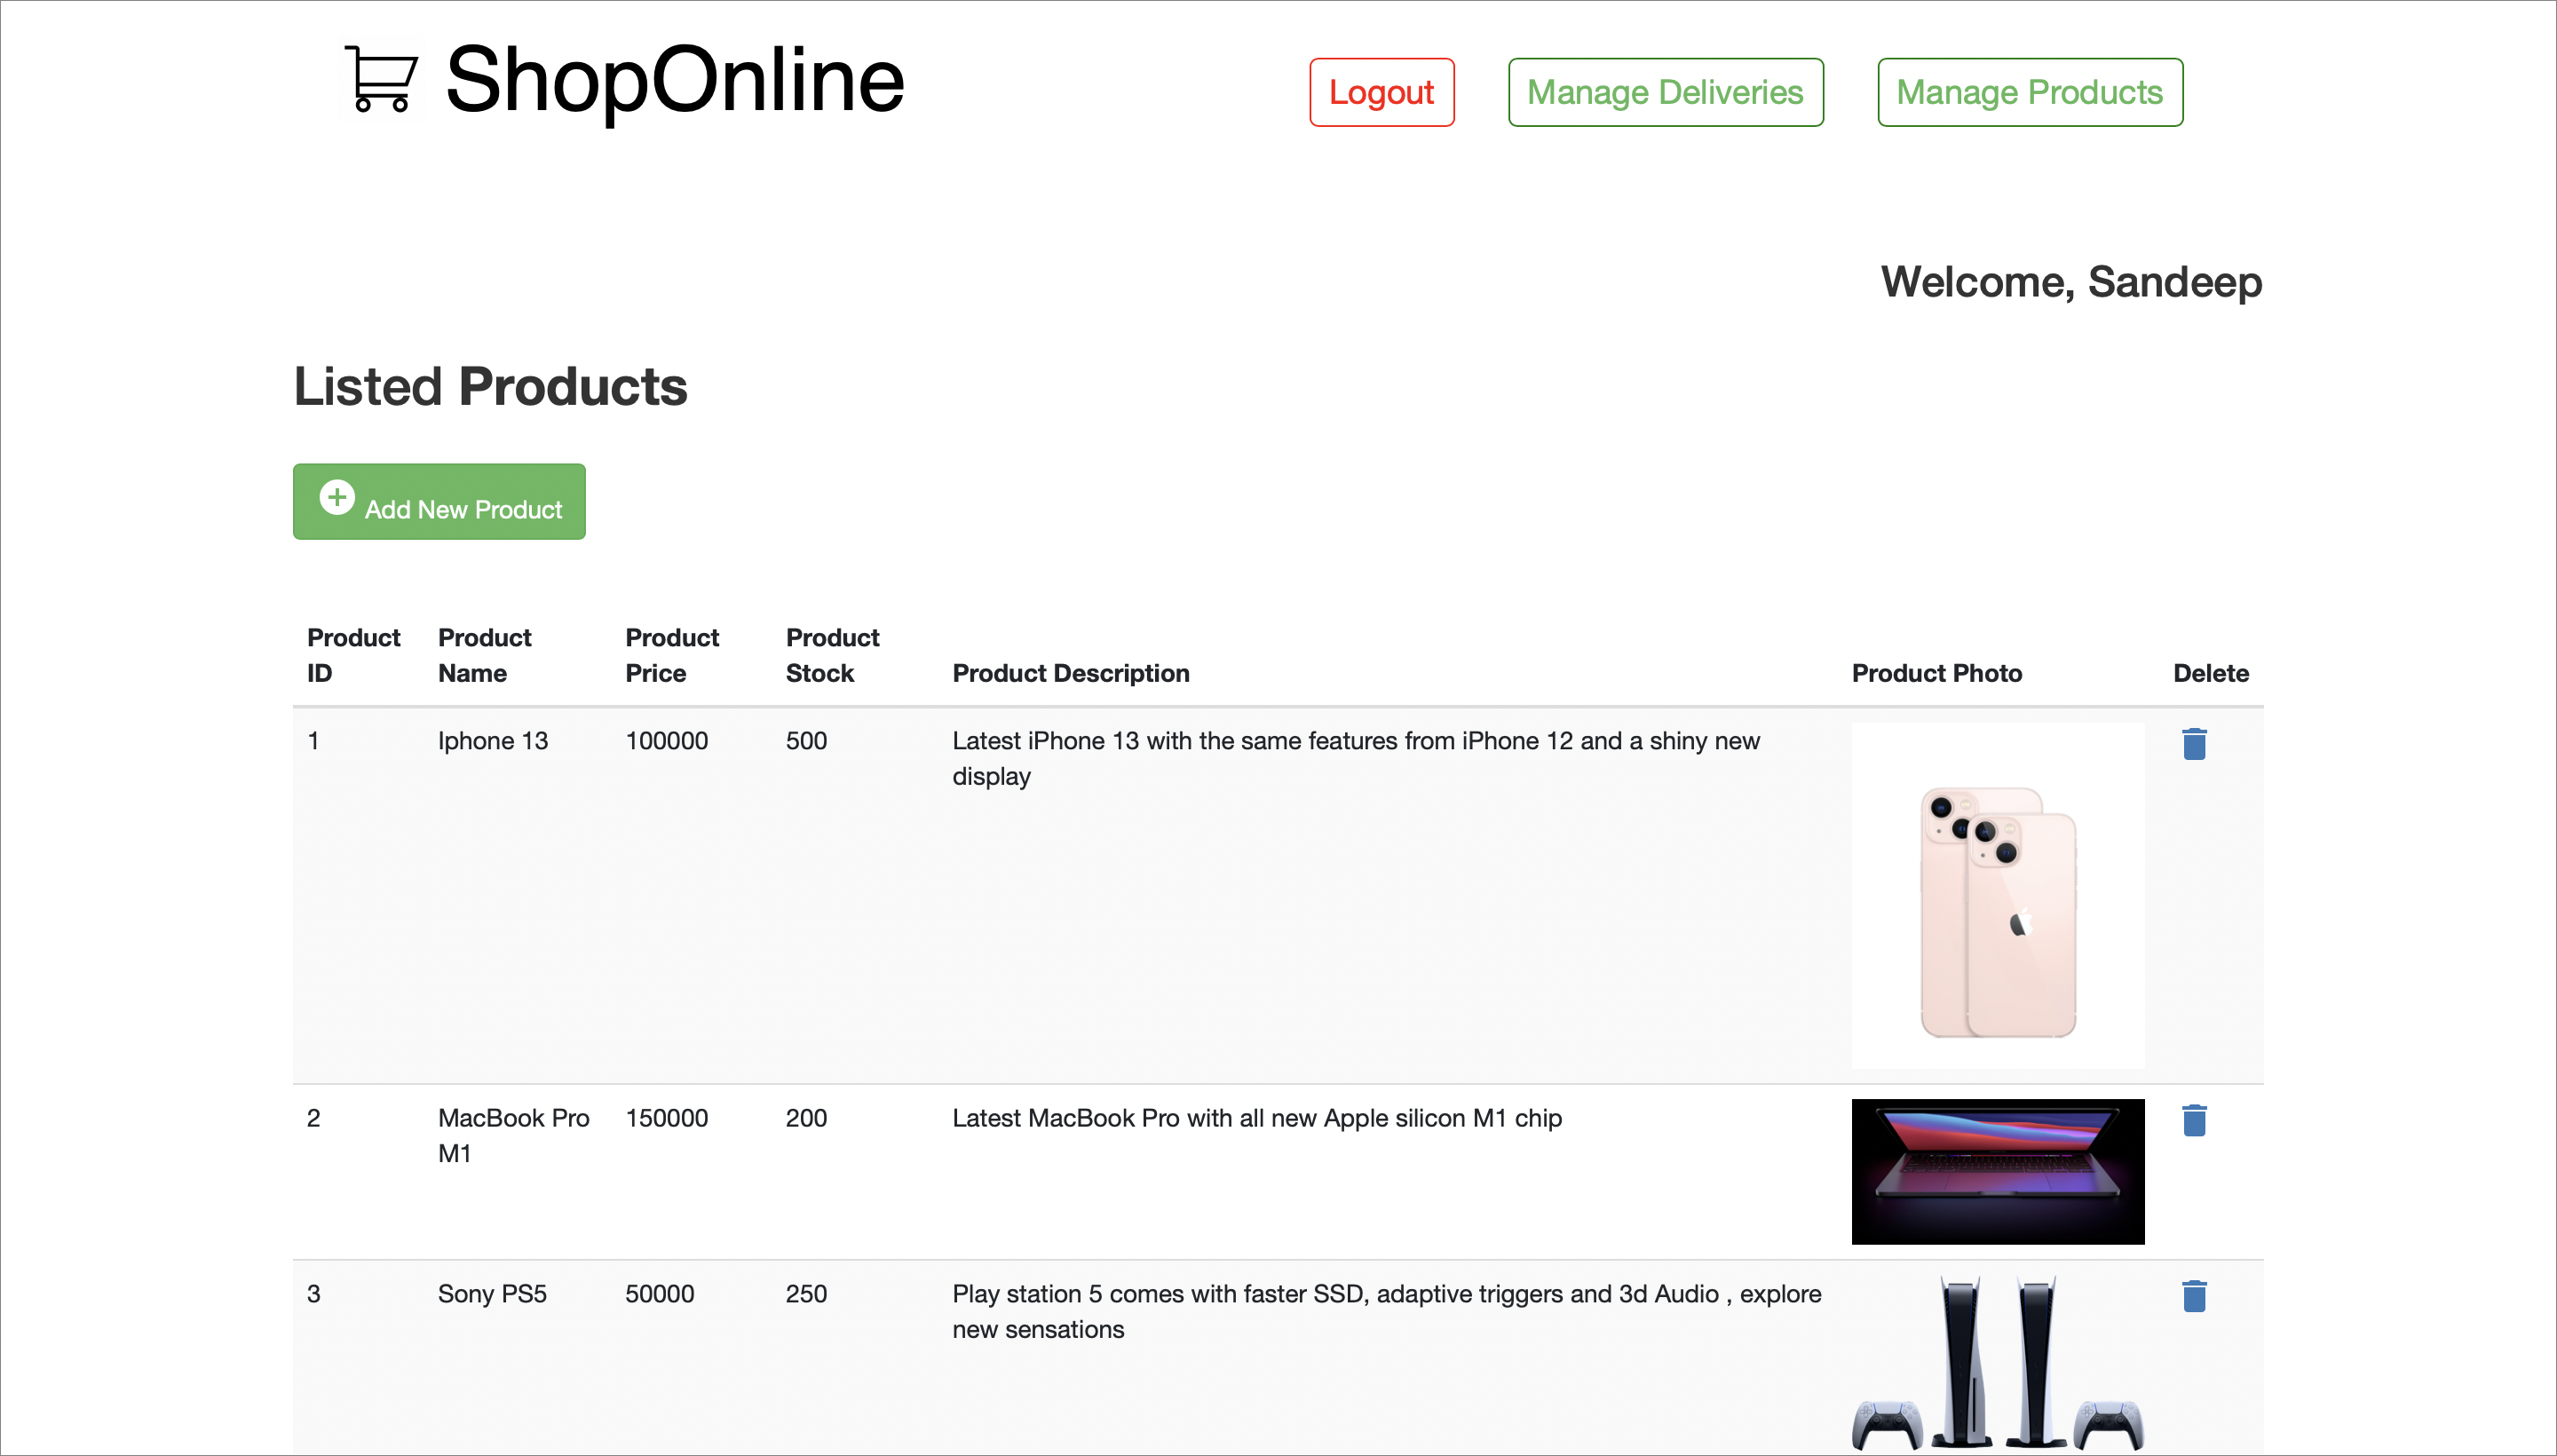 ShopOnline
Logout
Manage Deliveries
Manage Products
Welcome, Sandeep
Listed Products
Add New Product
Product ID
Product Name
Product Price
Product Stock
Product Description
Product Photo
Delete
1
Iphone 13
100000
500
Latest iPhone 13 with the same features from iPhone 12 and a shiny new
display
2
MacBook Pro
M1
150000
200
Latest MacBook Pro with all new Apple silicon M1 chip
3
Sony PS5
50000
250
Play station 5 comes with faster SSD, adaptive triggers and 3d Audio , explore
new sensations